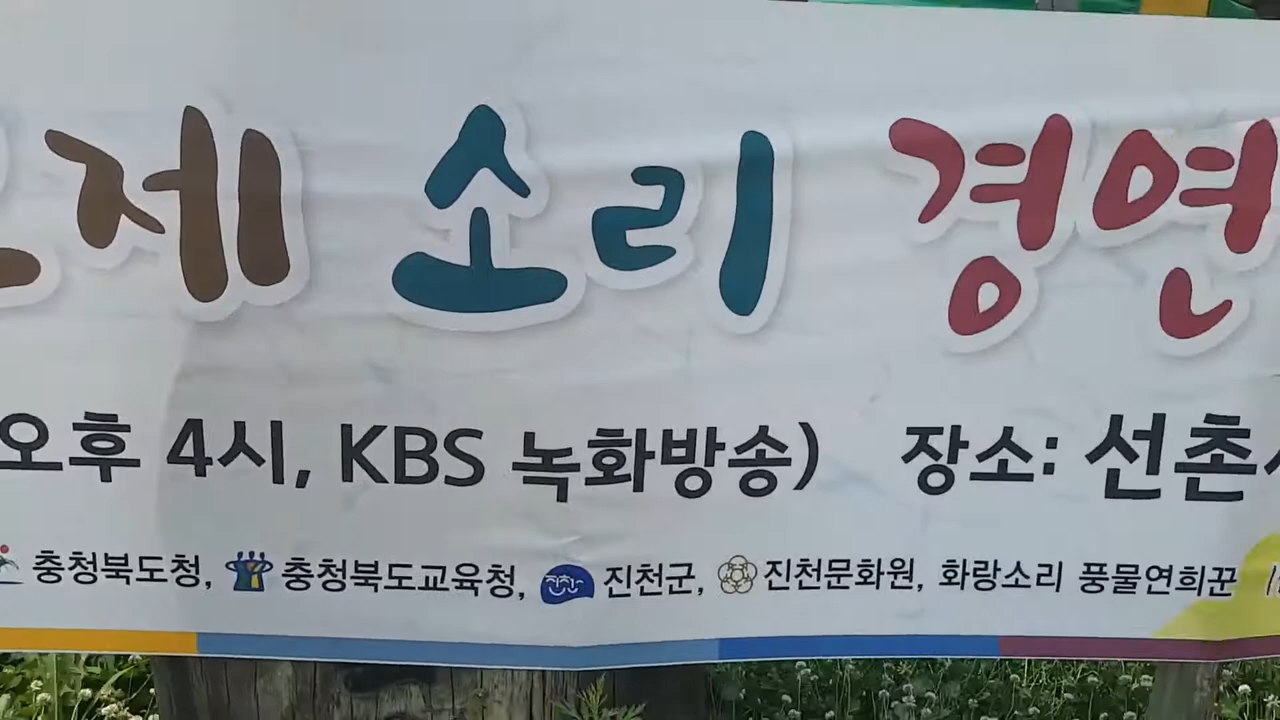 제 소리 경연
오후 4시, KBS 녹화방송) 장소: 선촌
충청북도청, 충청북도교육청, 진천군, 진천문화원, 화랑소리 풍물연희꾼